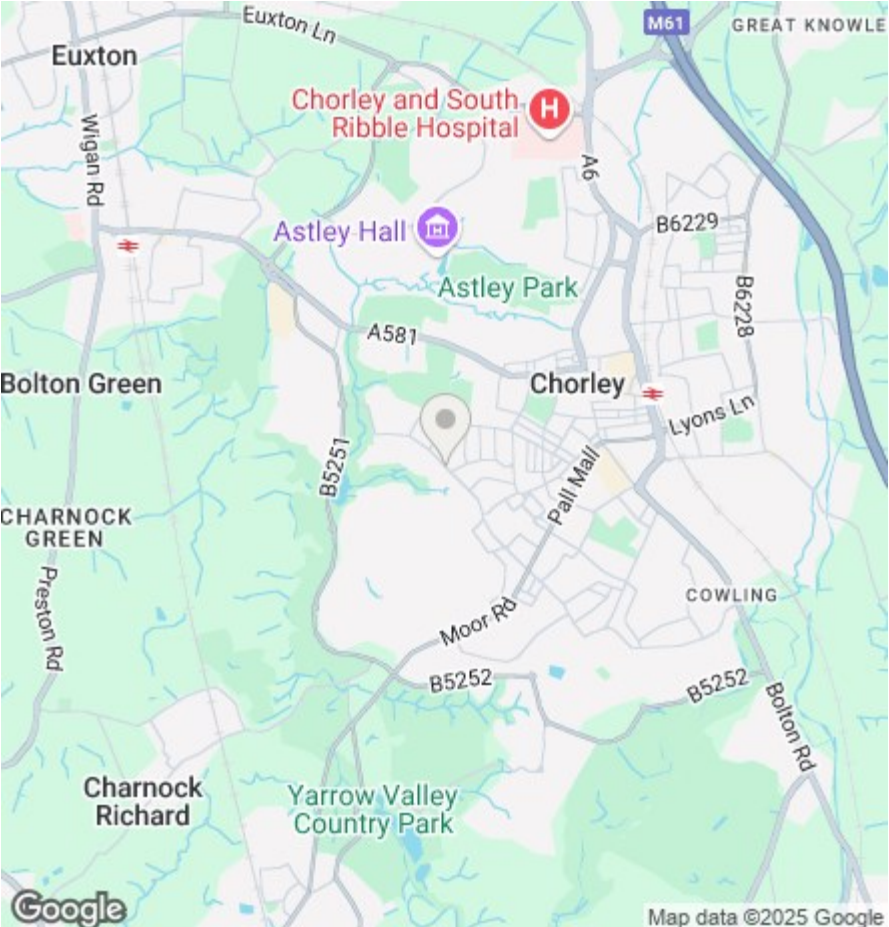 Euxton Ln
M61
GREAT KNOWLE
Euxton
Chorley and South
Ribble Hospital
H
Wigan Rd
A6
Astley Hall
B6229
Astley Park
B6228
A581
Bolton Green
Chorley
Lyons Ln
B5251
Pall Mall
CHARNOCK
GREEN
Preston Rd
COWLING
Moor Rd
B5252
B5252
Bolton Rd
Charnock
Richard
Yarrow Valley
Country Park
Google
Map data ©2025 Google